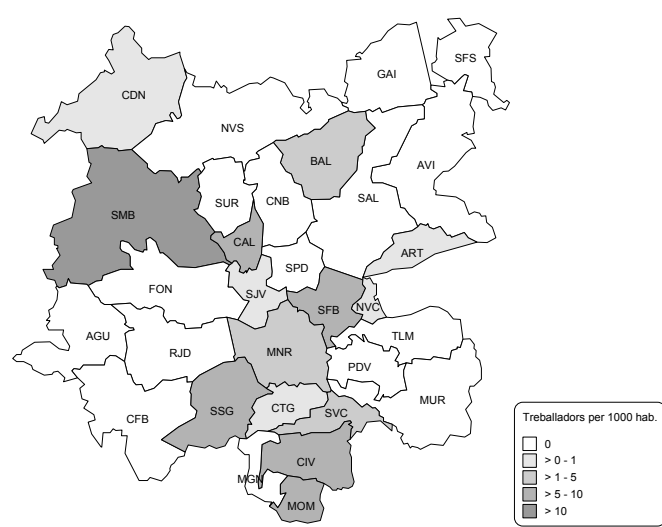 SFS
GAI
CDN
NVS
BAL
AVI
SAL
SUR
CNB
SMB
CAL
ART
SPD
FON
SJV
SFB
NVC
AGU
TLM
RJD
MNR
PDV
MUR
CFB
SSG
CTG
SVC
CIV
MGN
MOM
Treballadors per 1000 hab.
0
> 0 - 1
> 1 - 5
> 5 - 10
> 10